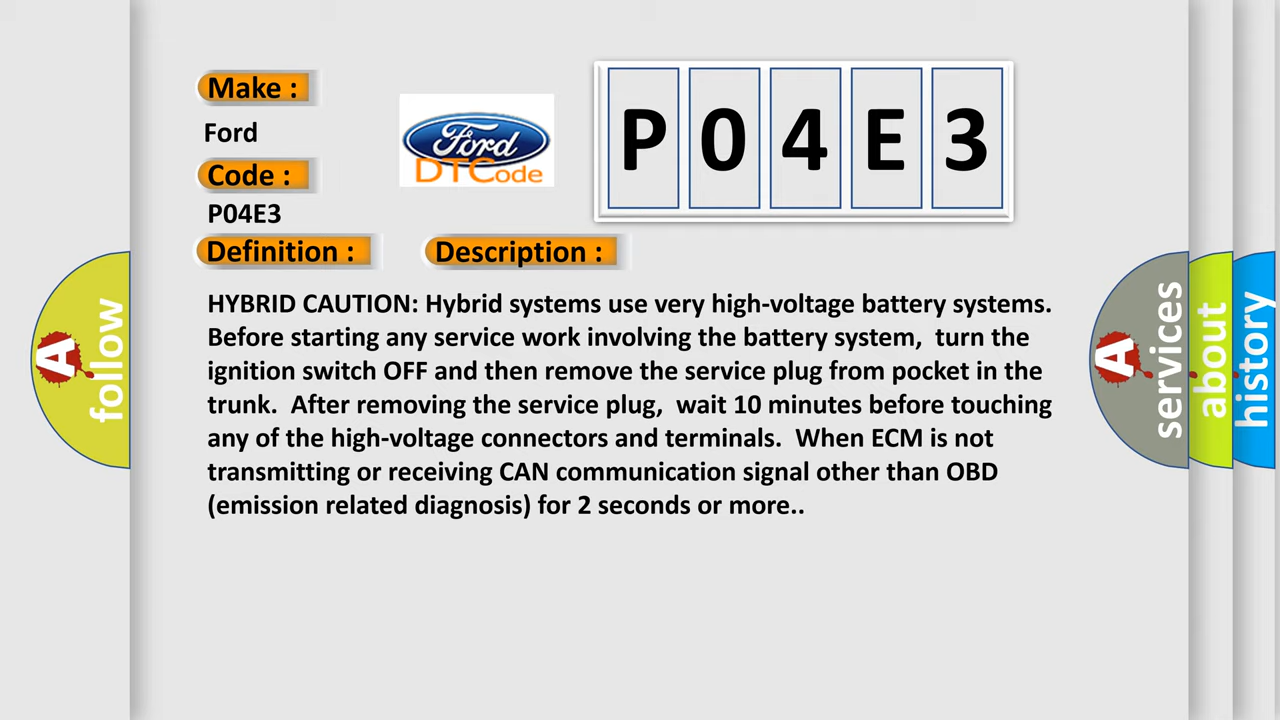 Make :
Ford
Code :
P04E3
Ford
DTCode
P04E3
Definition :
Description :
HYBRID CAUTION: Hybrid systems use very high-voltage battery systems.
Before starting any service work involving the battery system,  turn the
ignition switch OFF and then remove the service plug from pocket in the
trunk.  After removing the service plug,  wait 10 minutes before touching
any of the high-voltage connectors and terminals.  When ECM is not
transmitting or receiving CAN communication signal other than OBD
(emission related diagnosis) for 2 seconds or more..
A follow
A services
about
history